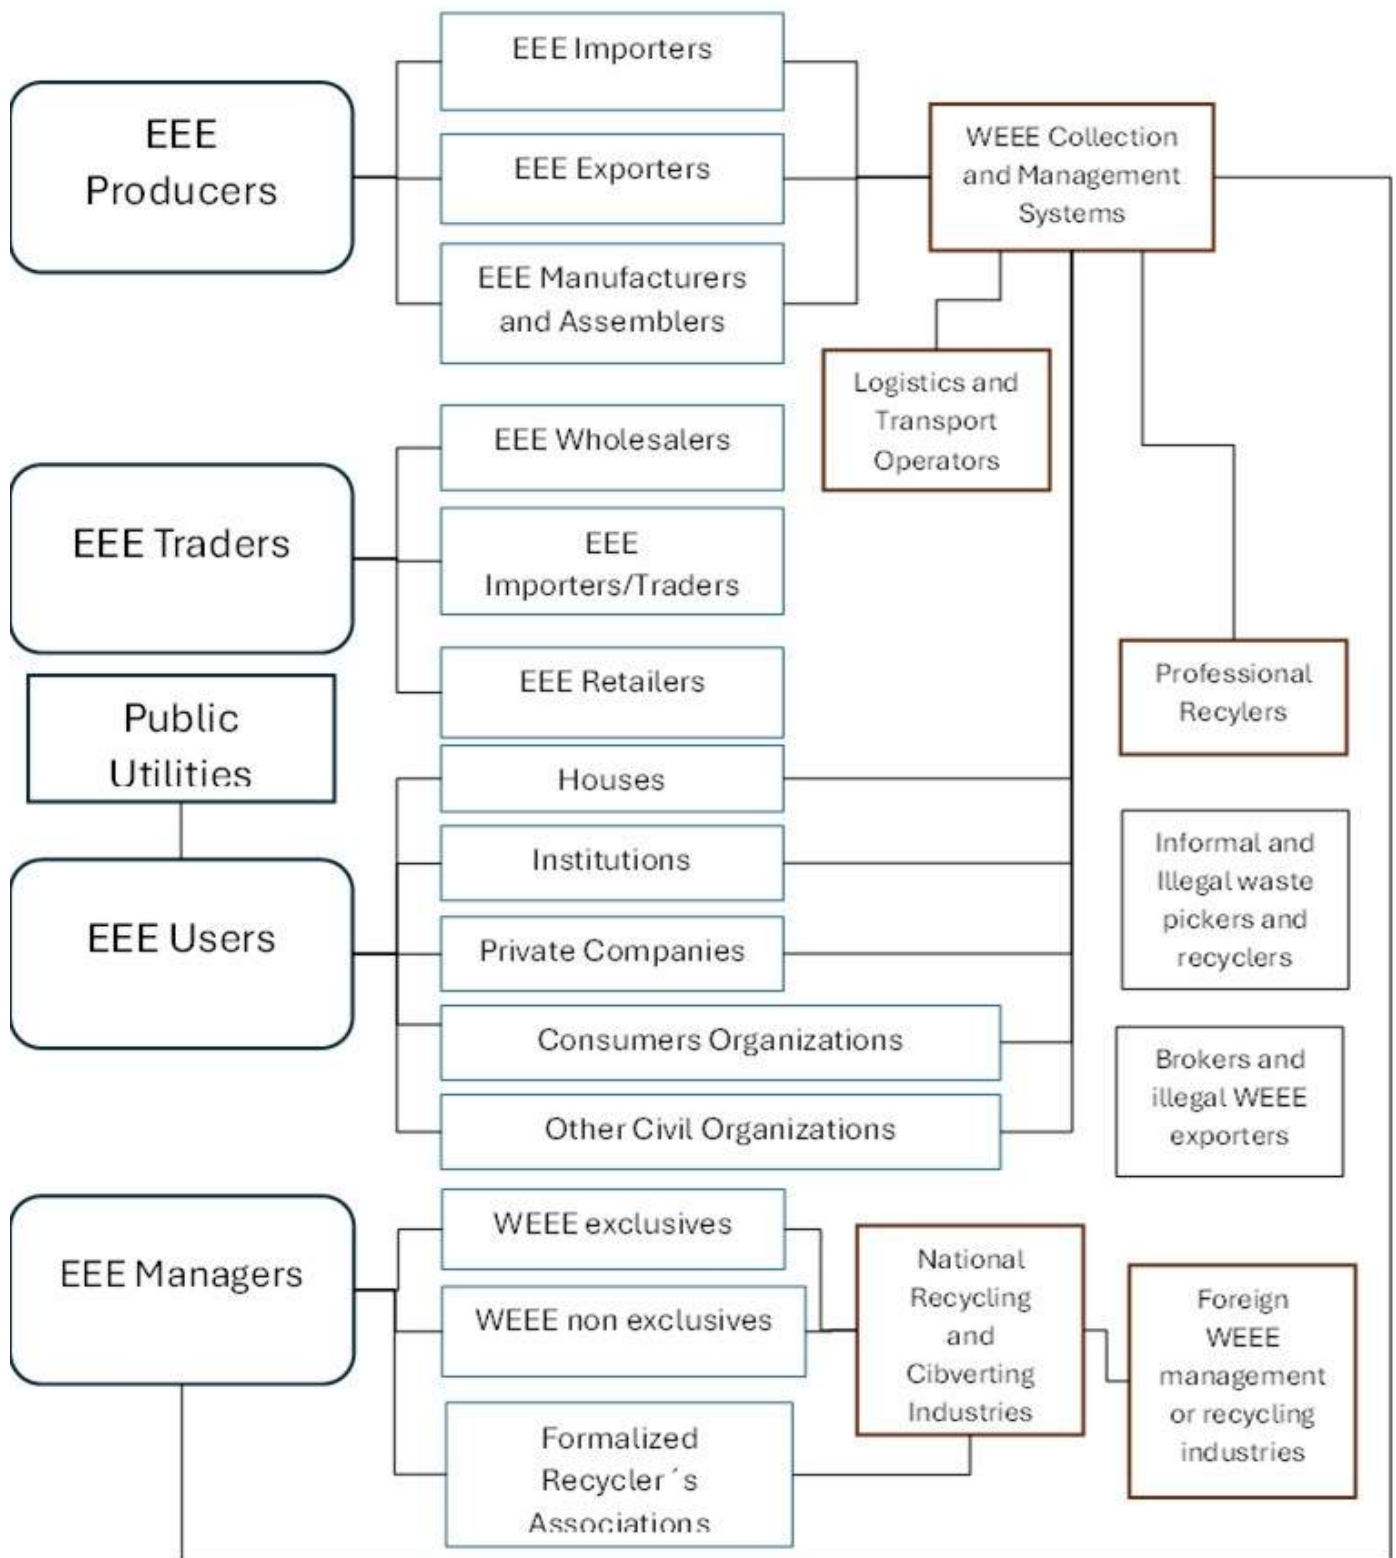 EEE
Producers
EEE Importers
EEE Exporters
EEE Manufacturers
and Assemblers
WEEE Collection
and Management
Systems
Logistics and
Transport
Operators
EEE Traders
EEE Wholesalers
EEE
Importers/Traders
EEE Retailers
Professional
Recylers
Public
Utilities
EEE Users
Houses
Institutions
Private Companies
Consumers Organizations
Other Civil Organizations
Informal and
Illegal waste
pickers and
recyclers
Brokers and
illegal WEEE
exporters
EEE Managers
WEEE exclusives
WEEE non exclusives
Formalized
Recycler´s
Associations
National
Recycling
and
Cibverting
Industries
Foreign
WEEE
management
or recycling
industries